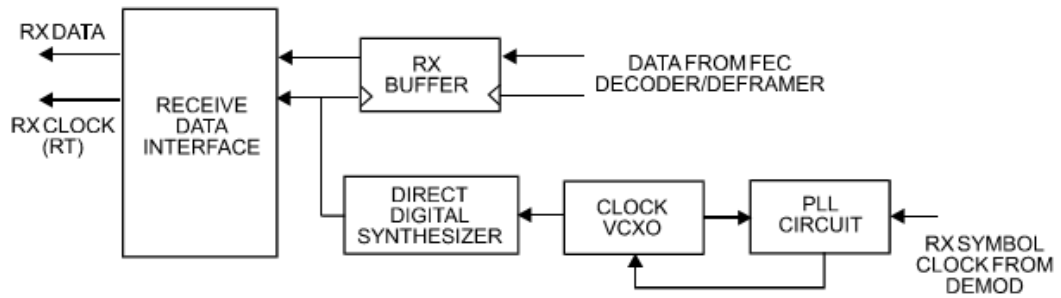 RX DATA
RX CLOCK
(RT)
RECEIVE
DATA
INTERFACE
RX
BUFFER
DATA FROM FEC
DECODER/DEFRAMER
DIRECT
DIGITAL
SYNTHESIZER
CLOCK
VCXO
PLL
CIRCUIT
RX SYMBOL
CLOCK FROM
DEMOD